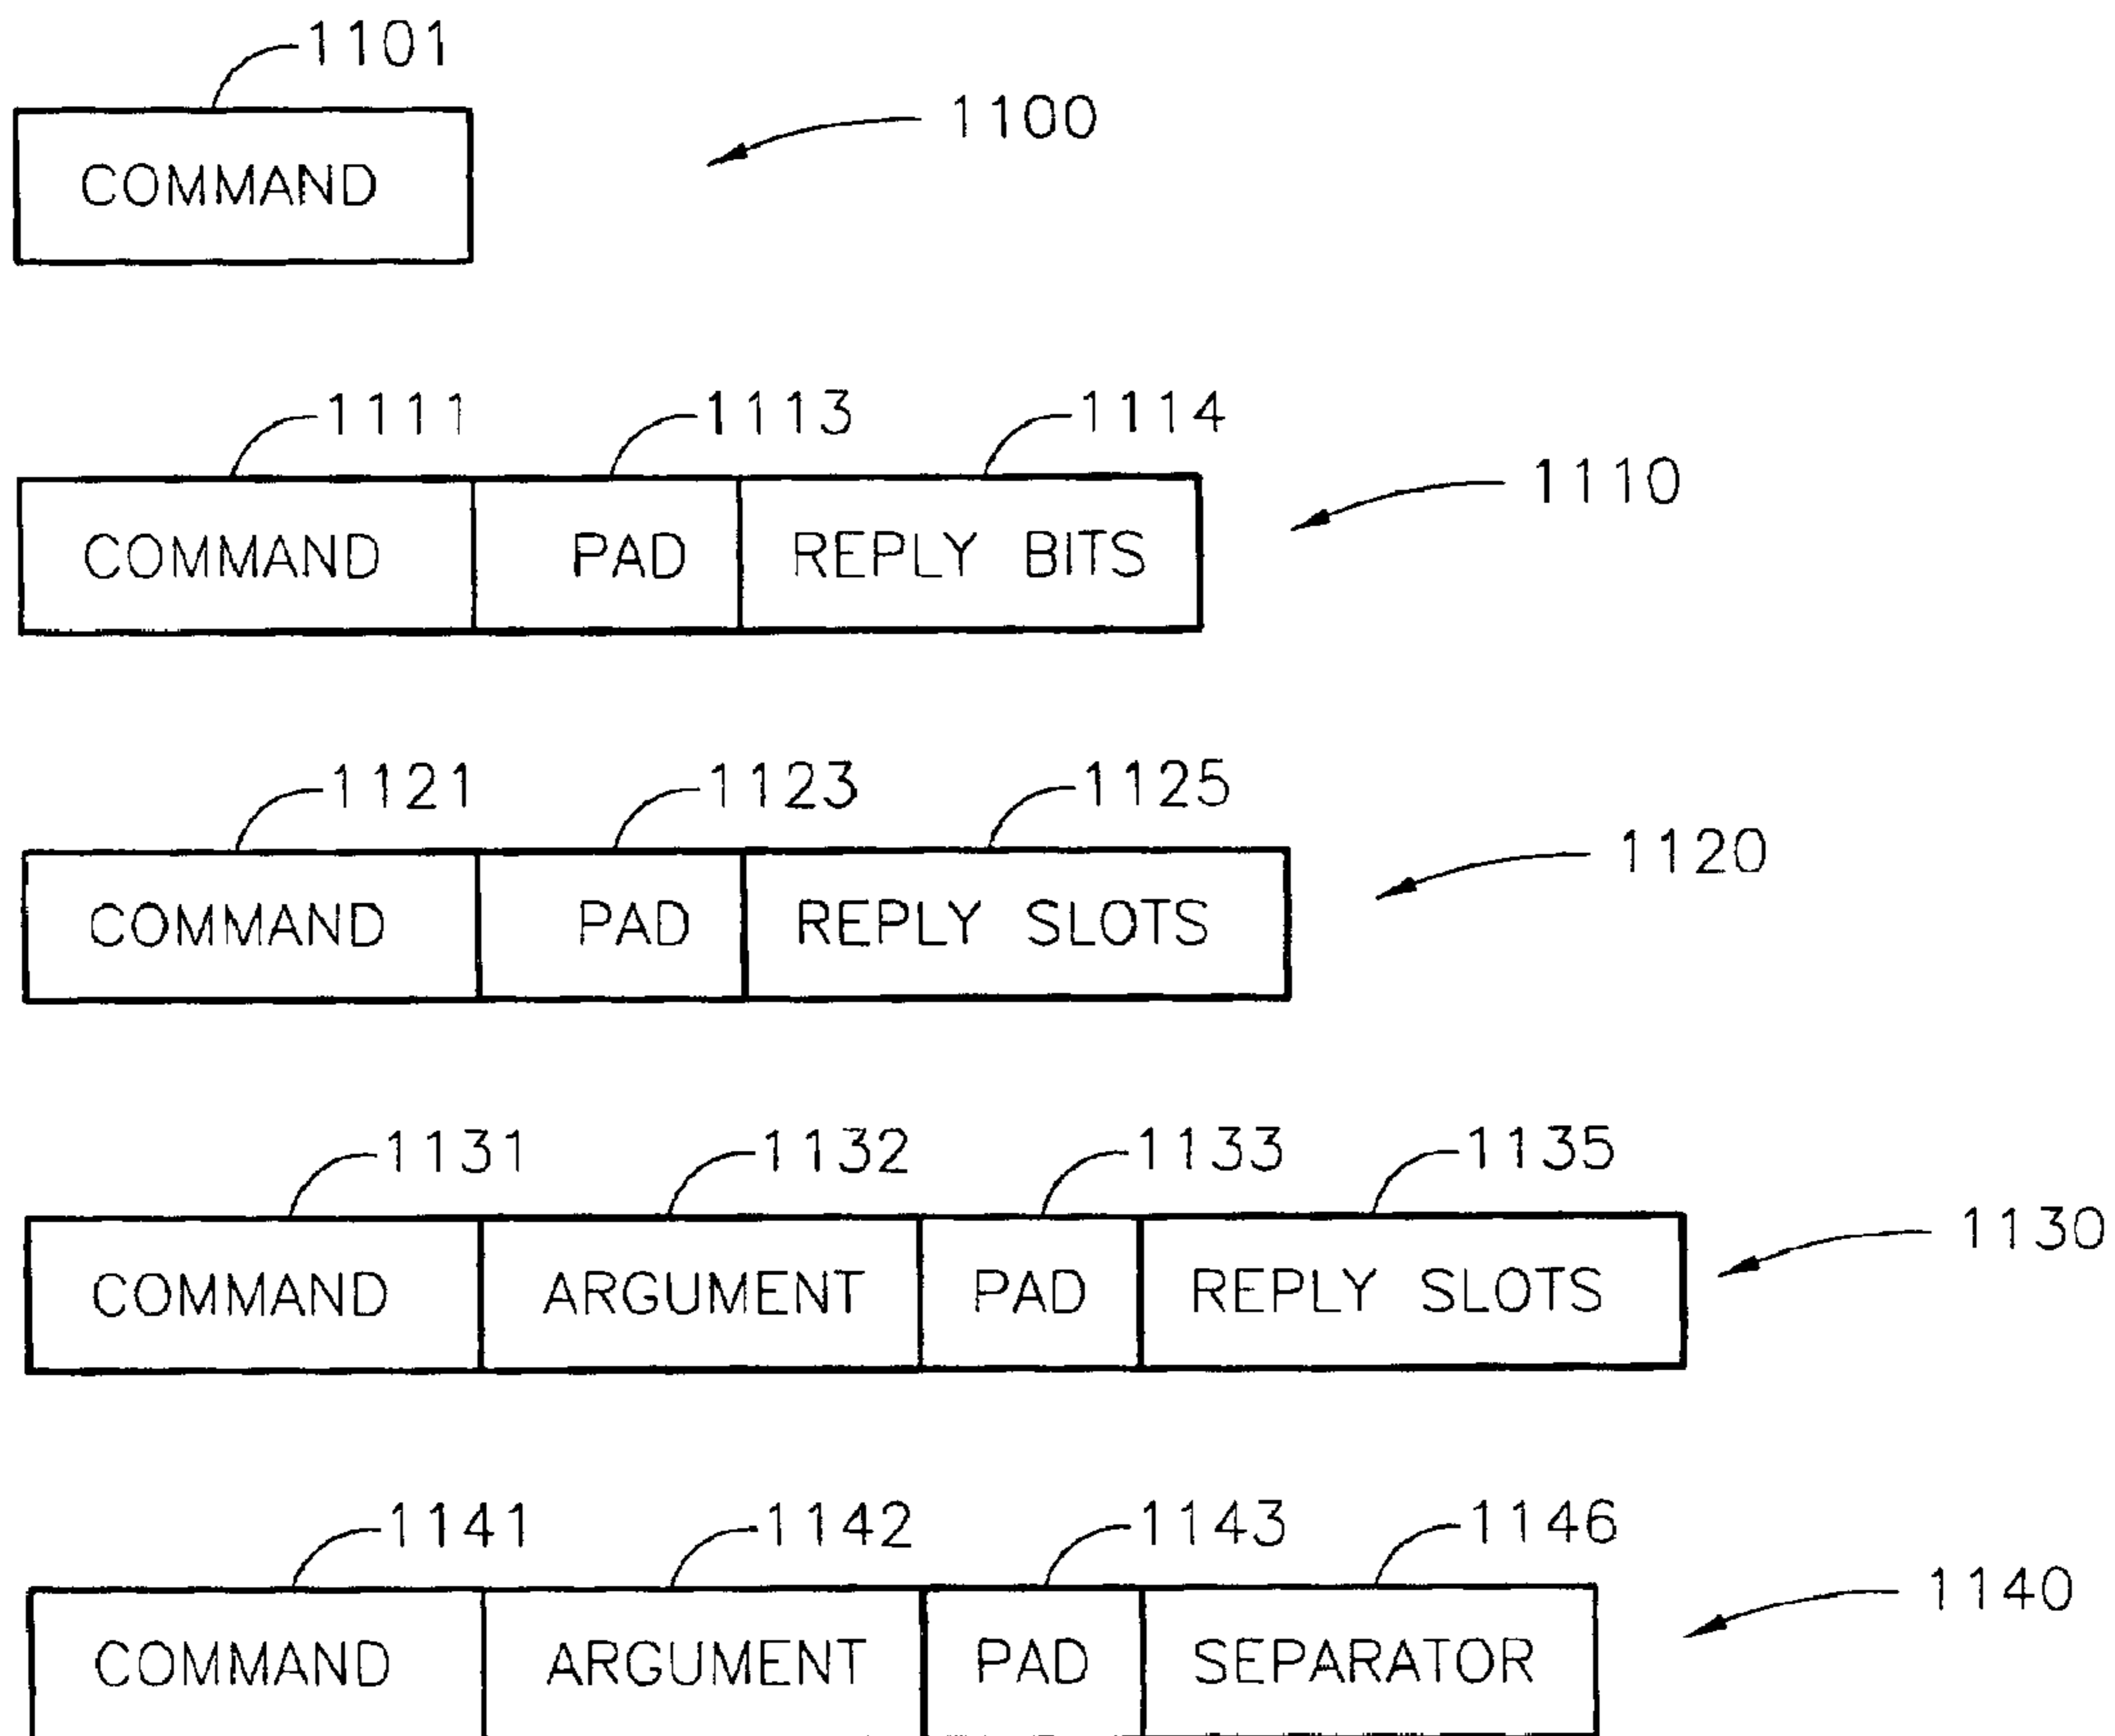 1101
1100
COMMAND
1111 1113 1114
1110
COMMAND PAD REPLY BITS
1121 1123 1125
1120
COMMAND PAD REPLY SLOTS
1131 1132 1133 1135
1130
COMMAND ARGUMENT PAD REPLY SLOTS
1141 1142 1143 1146
1140
COMMAND ARGUMENT PAD SEPARATOR